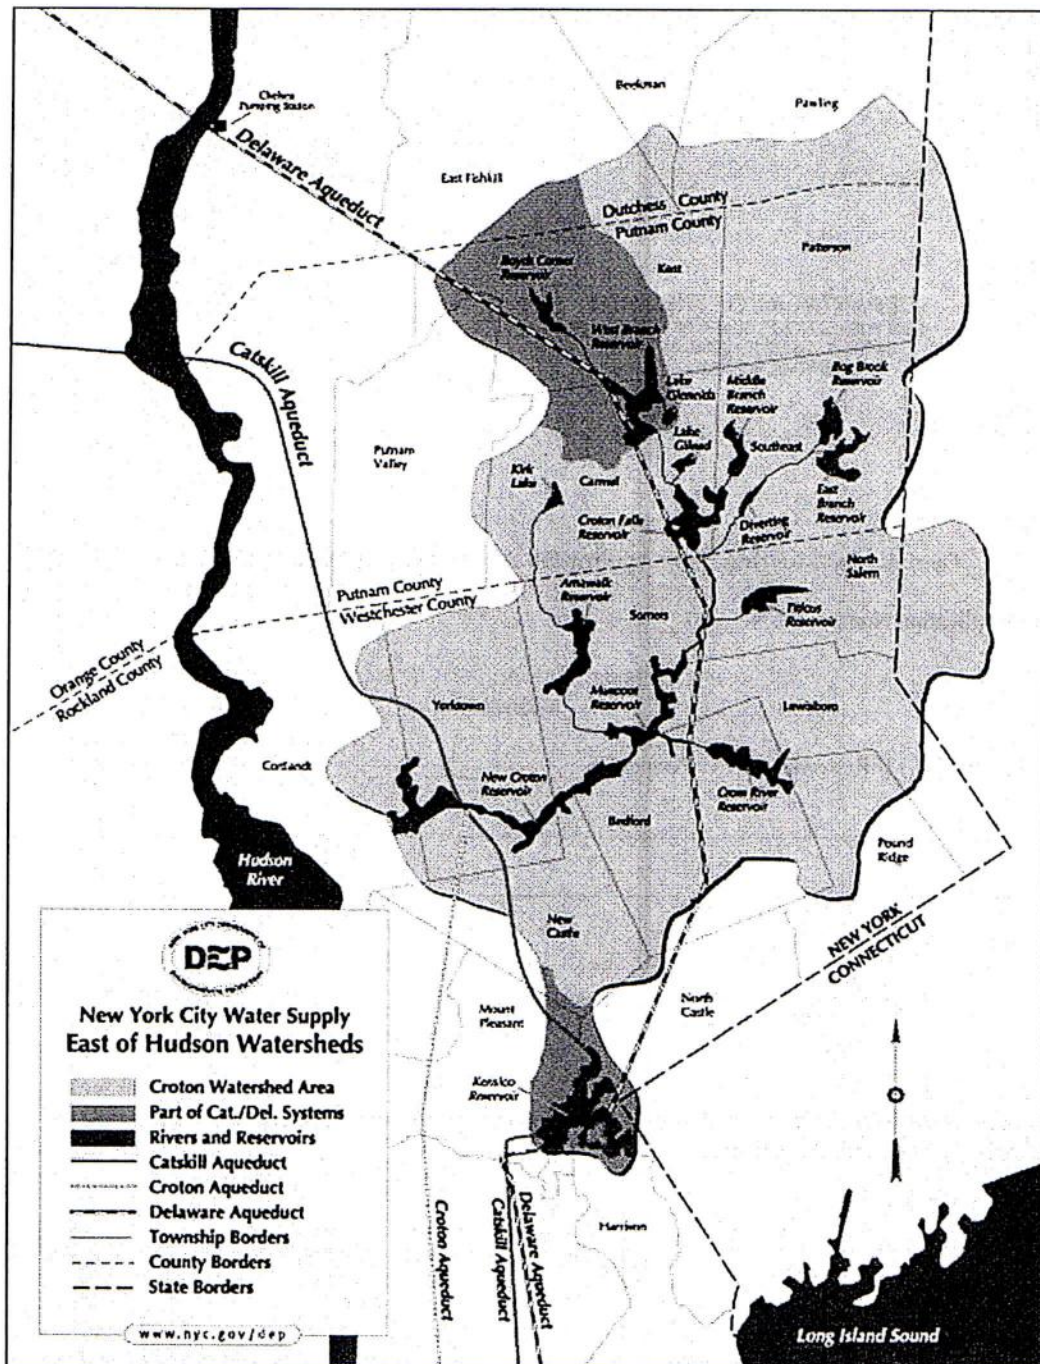 Chelsea
Pumping Station
Beekman
Pawling
Delaware Aqueduct
East Fishkill
Dutchess County
Putnam County
Boyds Corner
Reservoir
Kent
Patterson
West Branch
Reservoir
Catskill Aqueduct
Lake
Gleneida
Middle
Branch
Reservoir
Bog Brook
Reservoir
Lake
Gilead
Southeast
Putnam
Valley
Kirk
Lake
Carmel
Croton Falls
Reservoir
Diverting
Reservoir
East
Branch
Reservoir
North
Salem
Putnam County
Westchester County
Amawalk
Reservoir
Somers
Titicus
Reservoir
Orange County
Rockland County
Yorktown
Muscoot
Reservoir
Lewisboro
Cortlandt
New Croton
Reservoir
Bedford
Cross River
Reservoir
Pound
Ridge
Hudson
River
New
Castle
NEW YORK
CONNECTICUT
North
Castle
Mount
Pleasant
Kensico
Reservoir
Harrison
Croton Aqueduct
Catskill Aqueduct
Delaware Aqueduct
Long Island Sound
DEP
New York City Water Supply
East of Hudson Watersheds
Croton Watershed Area
Part of Cat./Del. Systems
Rivers and Reservoirs
Catskill Aqueduct
Croton Aqueduct
Delaware Aqueduct
Township Borders
County Borders
State Borders
www.nyc.gov/dep